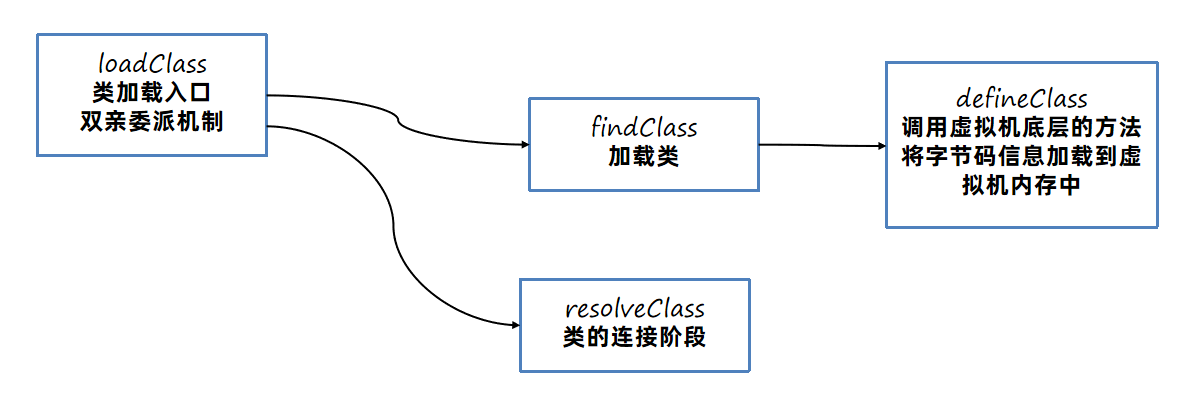 loadClass
类加载入口
双亲委派机制
findClass
加载类
defineClass
调用虚拟机底层的方法
将字节码信息加载到虚
拟机内存中
resolveClass
类的连接阶段